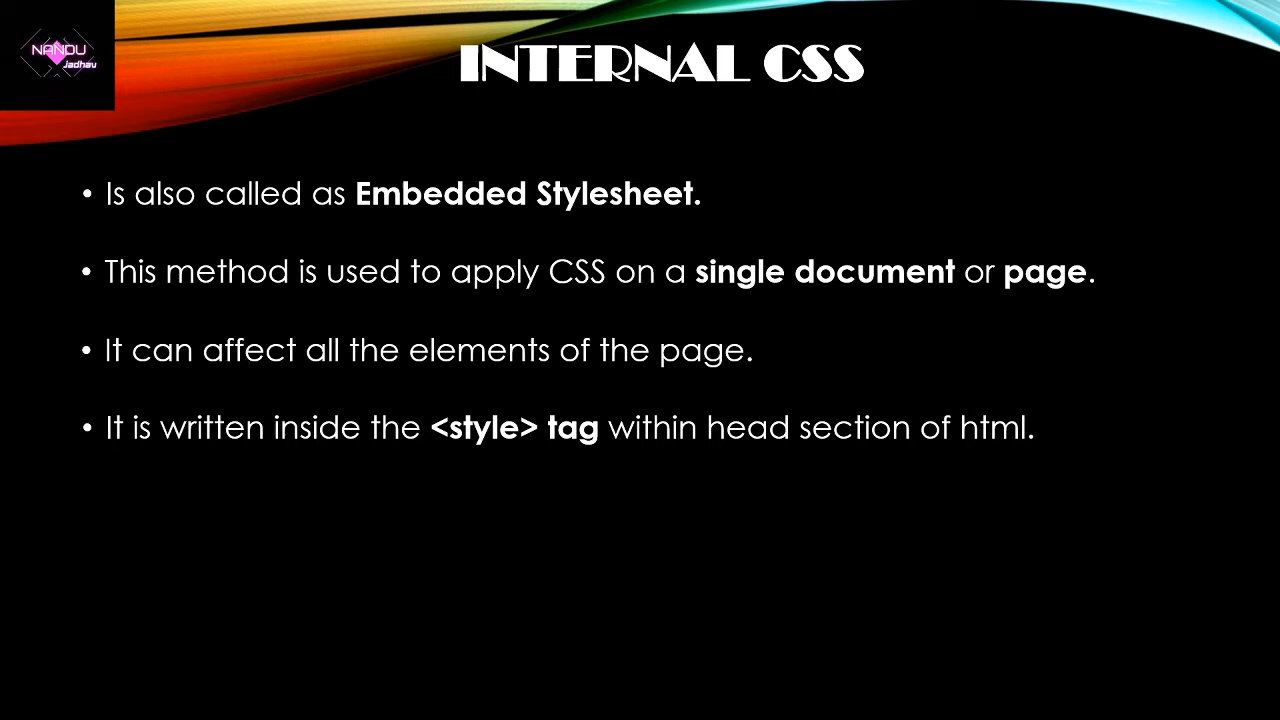 NANDU
Jadhav
INTERNAL CSS
• Is also called as Embedded Stylesheet.
• This method is used to apply CSS on a single document or page.
• It can affect all the elements of the page.
• It is written inside the <style> tag within head section of html.